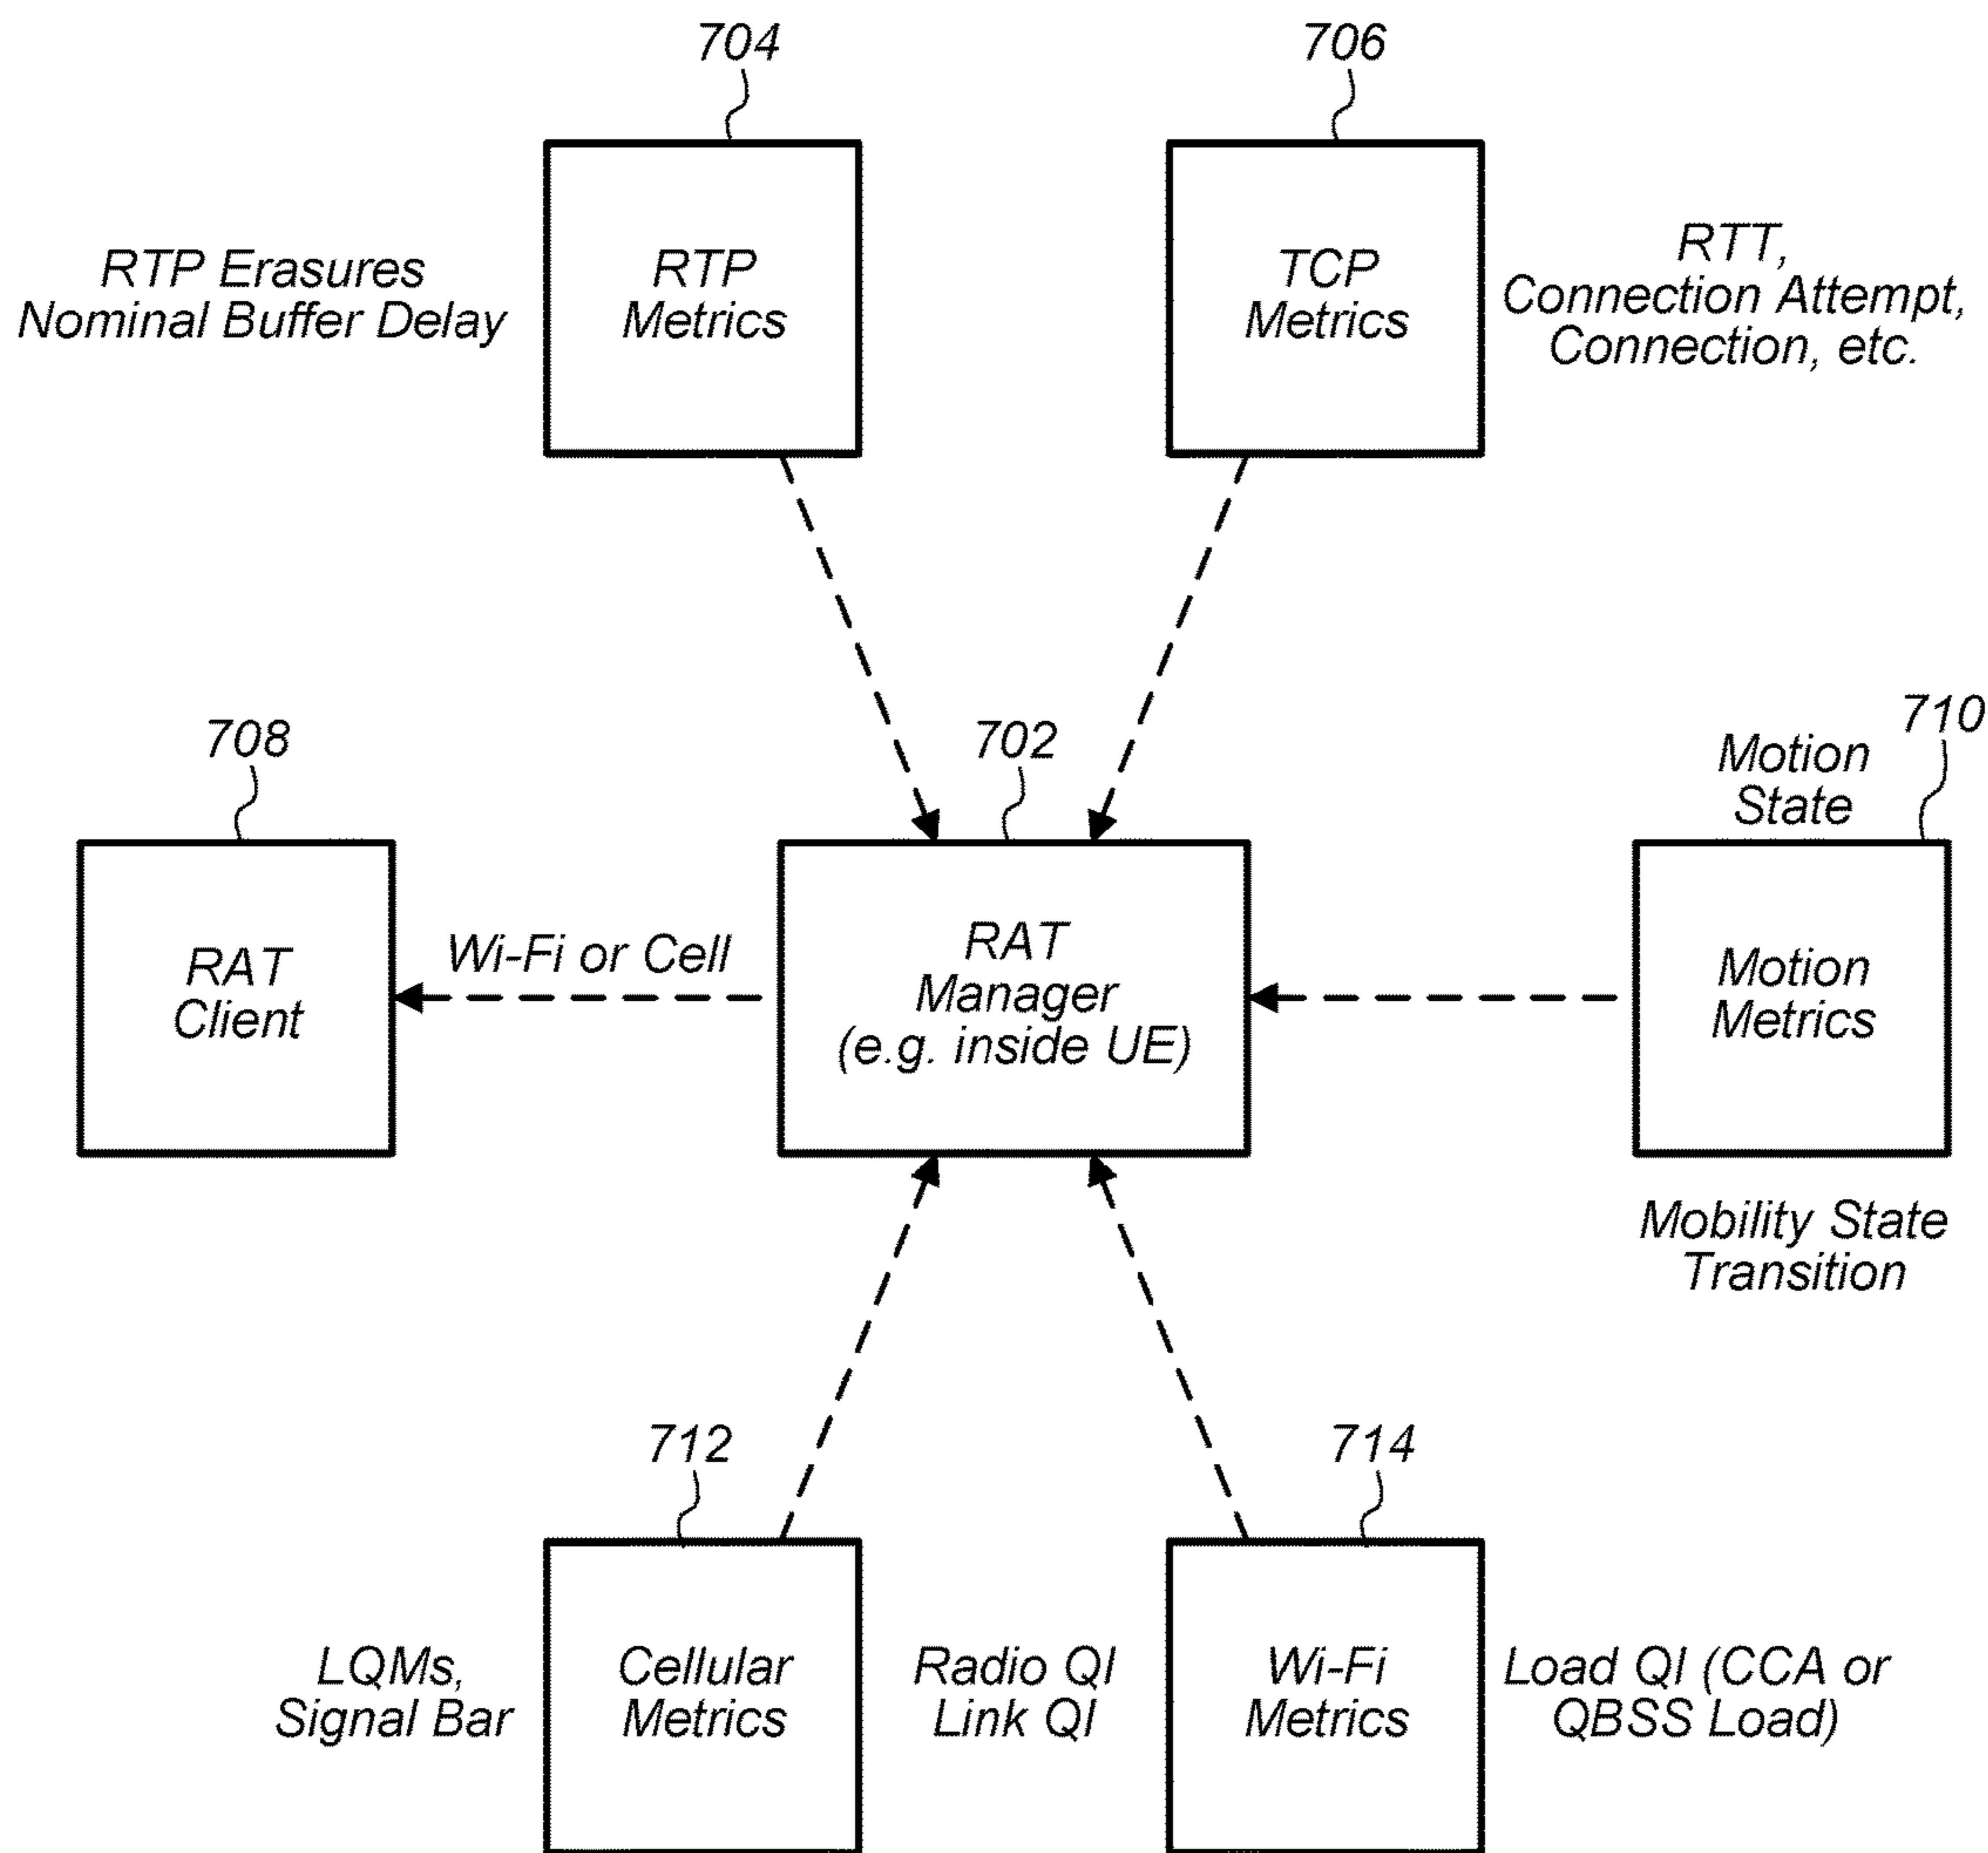 704
706
RTP Erasures
Nominal Buffer Delay
RTP
Metrics
TCP
Metrics
RTT,
Connection Attempt,
Connection, etc.
708
702
710
Motion
State
RAT
Client
Wi-Fi or Cell
RAT
Manager
(e.g. inside UE)
Motion
Metrics
Mobility State
Transition
712
714
LQMs,
Signal Bar
Cellular
Metrics
Radio QI
Link QI
Wi-Fi
Metrics
Load QI (CCA or
QBSS Load)